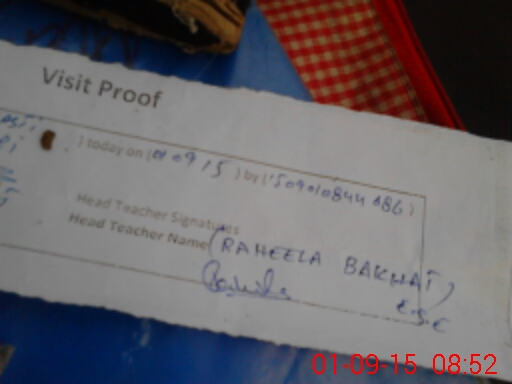 Visit Proof
) today on (01 09 15 ) by (
Head Teacher Signatures
Head Teacher Name (RAHEELA BAKHAT)
E.S.E
01-09-15 08:52